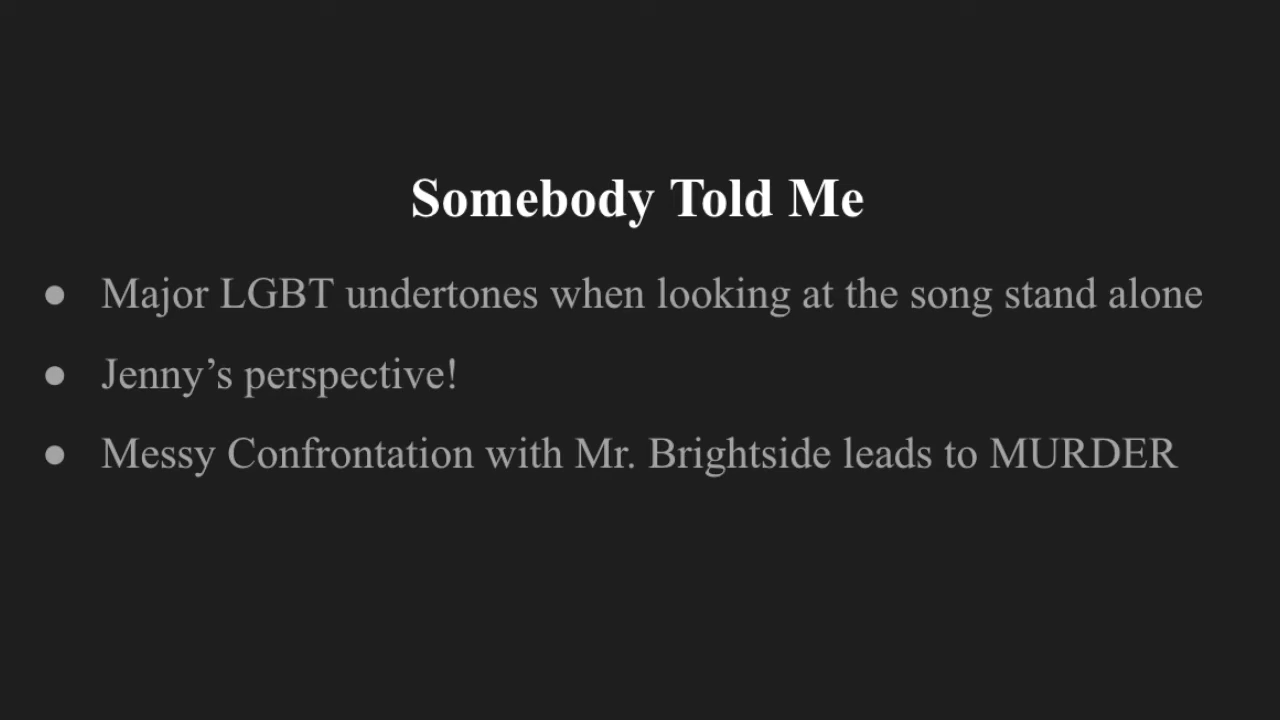 Somebody Told Me
● Major LGBT undertones when looking at the song stand alone
● Jenny’s perspective!
● Messy Confrontation with Mr. Brightside leads to MURDER